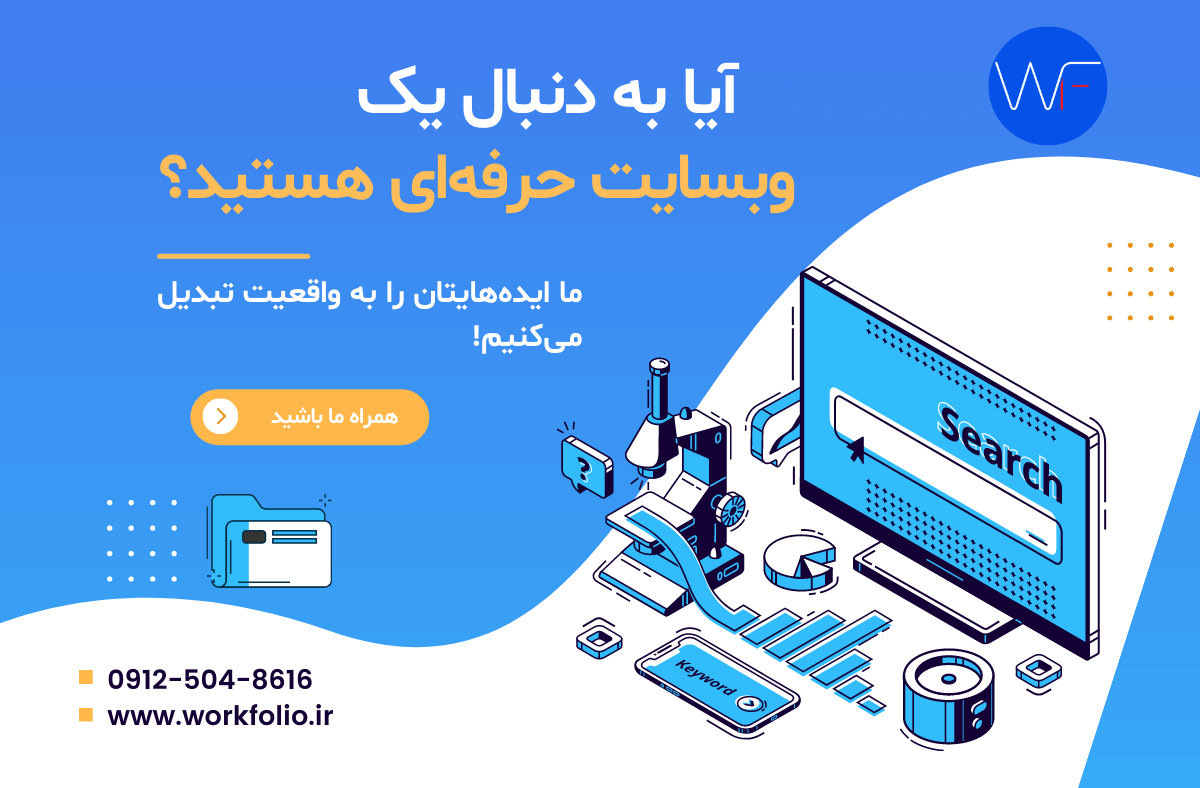 WF
آیا به دنبال یک
وبسایت حرفه‌ای هستید؟
ما ایده‌هایتان را به واقعیت تبدیل
می‌کنیم!
همراه ما باشید
?
Search
Keyword
0912-504-8616
www.workfolio.ir